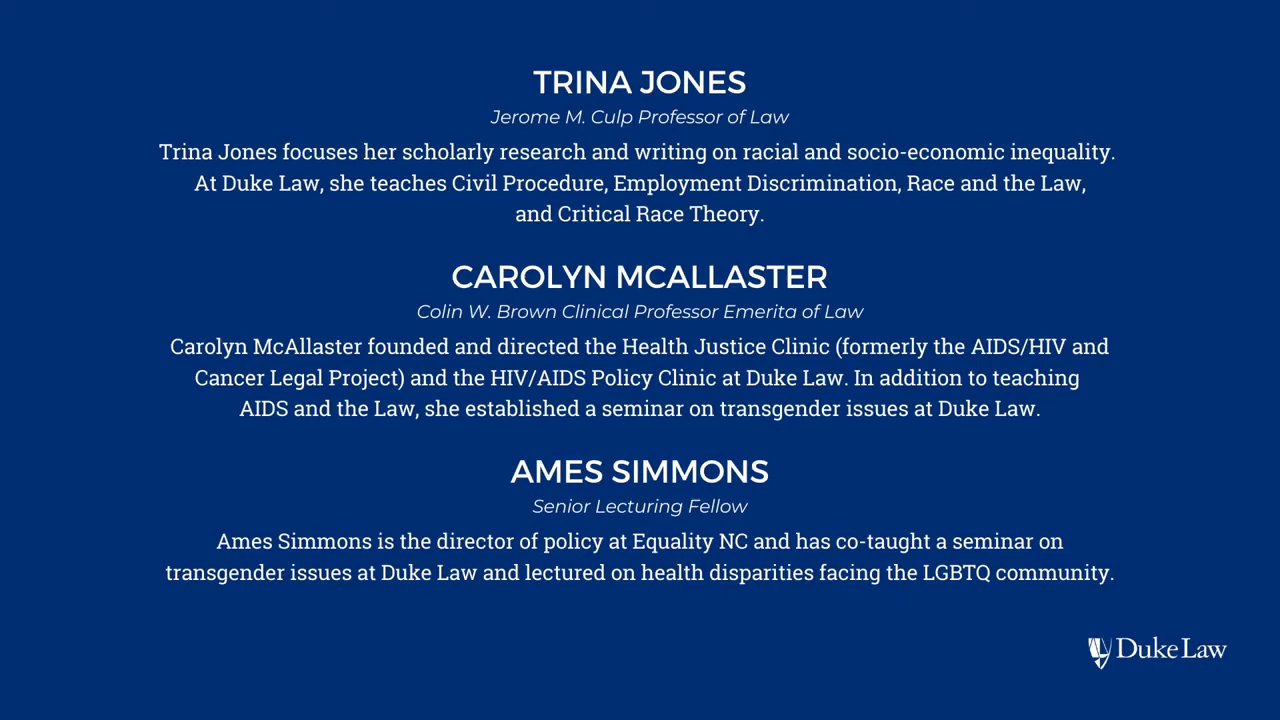 TRINA JONES
Jerome M. Culp Professor of Law
Trina Jones focuses her scholarly research and writing on racial and socio-economic inequality.
At Duke Law, she teaches Civil Procedure, Employment Discrimination, Race and the Law,
and Critical Race Theory.
CAROLYN MCALLASTER
Colin W. Brown Clinical Professor Emerita of Law
Carolyn McAllaster founded and directed the Health Justice Clinic (formerly the AIDS/HIV and
Cancer Legal Project) and the HIV/AIDS Policy Clinic at Duke Law. In addition to teaching
AIDS and the Law, she established a seminar on transgender issues at Duke Law.
AMES SIMMONS
Senior Lecturing Fellow
Ames Simmons is the director of policy at Equality NC and has co-taught a seminar on
transgender issues at Duke Law and lectured on health disparities facing the LGBTQ community.
Duke Law